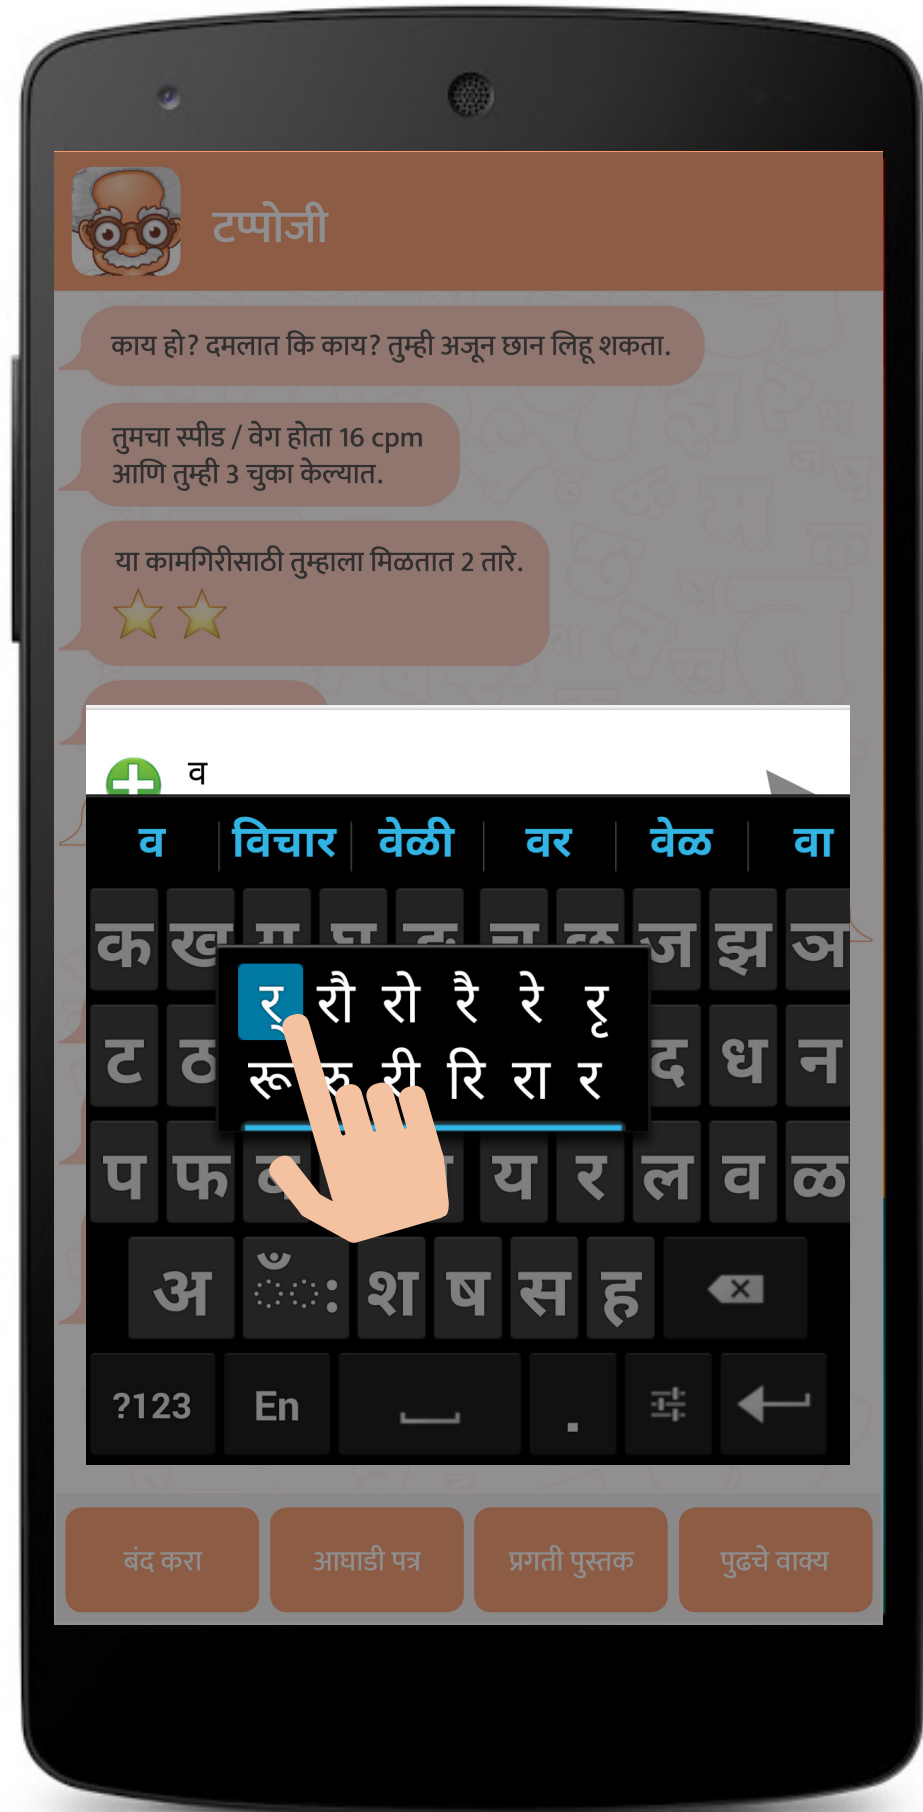 टप्पोजी
काय हो? दमलात कि काय? तुम्ही अजून छान लिहू शकता.
तुमचा स्पीड / वेग होता 16 cpm
आणि तुम्ही 3 चुका केल्यात.
या कामगिरीसाठी तुम्हाला मिळतात 2 तारे.
व
व विचार वेळी वर वेळ वा
क ख ग घ ङ च छ ज झ ञ
र् रौ रो रै रे रृ
रू रु री रि रा र
ट ठ द ध न
प फ ब य र ल व ळ
अ ँ ः श ष स ह
?123 En .
बंद करा आघाडी पत्र प्रगती पुस्तक पुढचे वाक्य